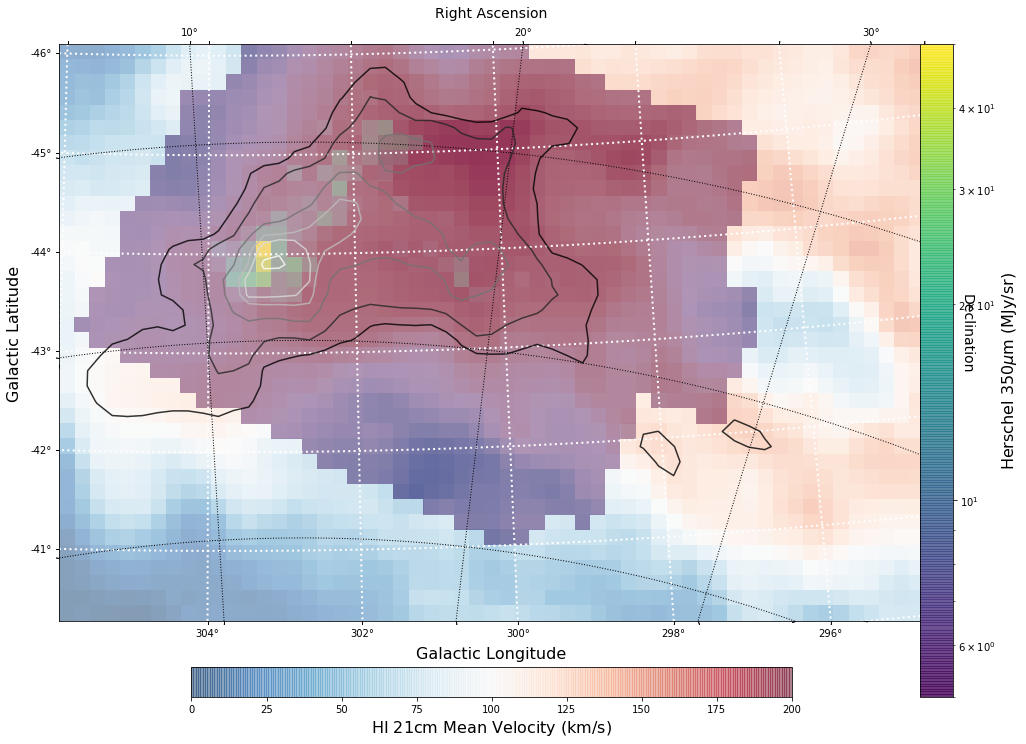 Right Ascension
10° 20° 30°
-46°
-45°
-44°
-43°
-42°
-41°
Galactic Latitude
304° 302° 300° 298° 296°
Galactic Longitude
Declination
4 × 10¹
3 × 10¹
2 × 10¹
10¹
6 × 10⁰
Herschel 350μm (MJy/sr)
0 25 50 75 100 125 150 175 200
HI 21cm Mean Velocity (km/s)